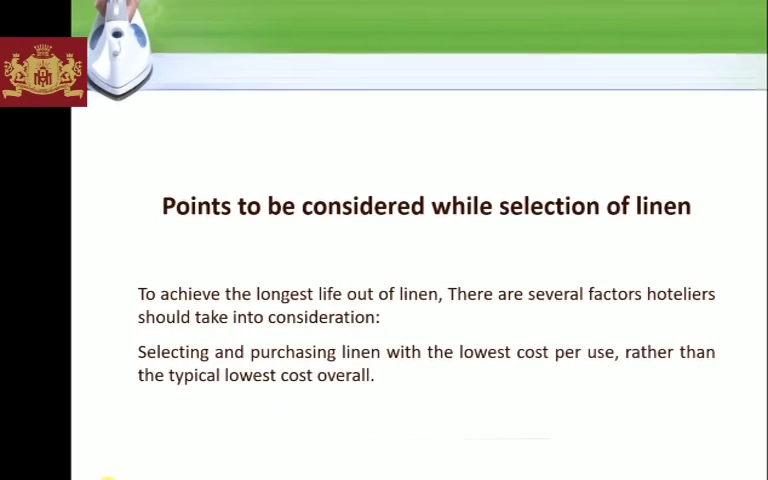 Points to be considered while selection of linen
To achieve the longest life out of linen, There are several factors hoteliers
should take into consideration:
Selecting and purchasing linen with the lowest cost per use, rather than
the typical lowest cost overall.